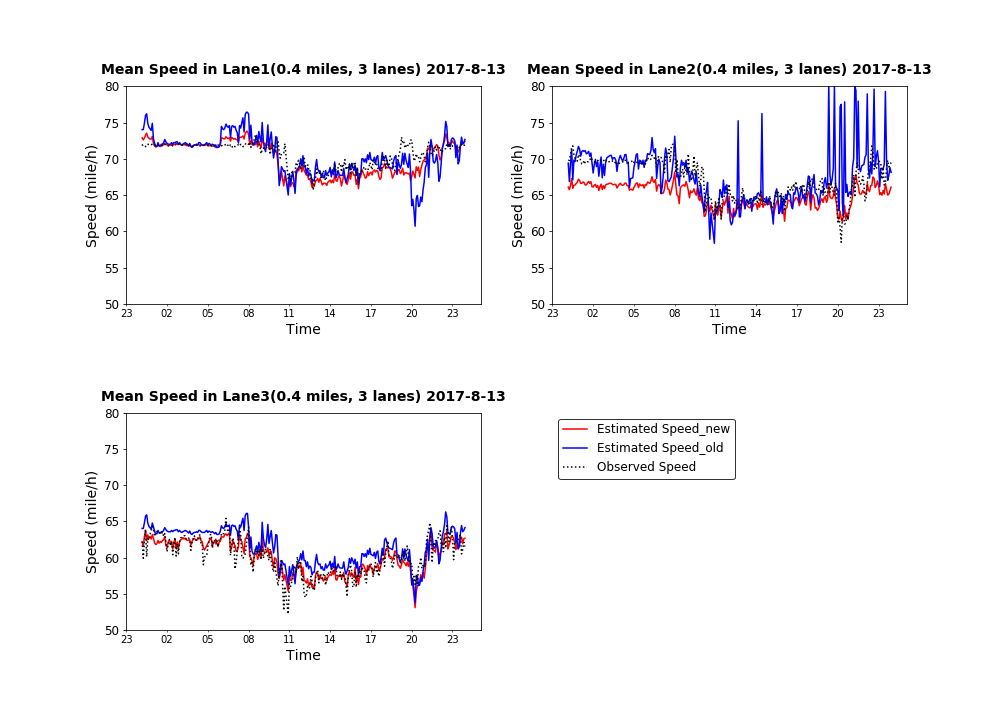 Mean Speed in Lane1(0.4 miles, 3 lanes) 2017-8-13
80
75
70
65
60
55
50
Speed (mile/h)
23 02 05 08 11 14 17 20 23
Time
Mean Speed in Lane2(0.4 miles, 3 lanes) 2017-8-13
80
75
70
65
60
55
50
Speed (mile/h)
23 02 05 08 11 14 17 20 23
Time
Mean Speed in Lane3(0.4 miles, 3 lanes) 2017-8-13
80
75
70
65
60
55
50
Speed (mile/h)
23 02 05 08 11 14 17 20 23
Time
Estimated Speed_new
Estimated Speed_old
Observed Speed